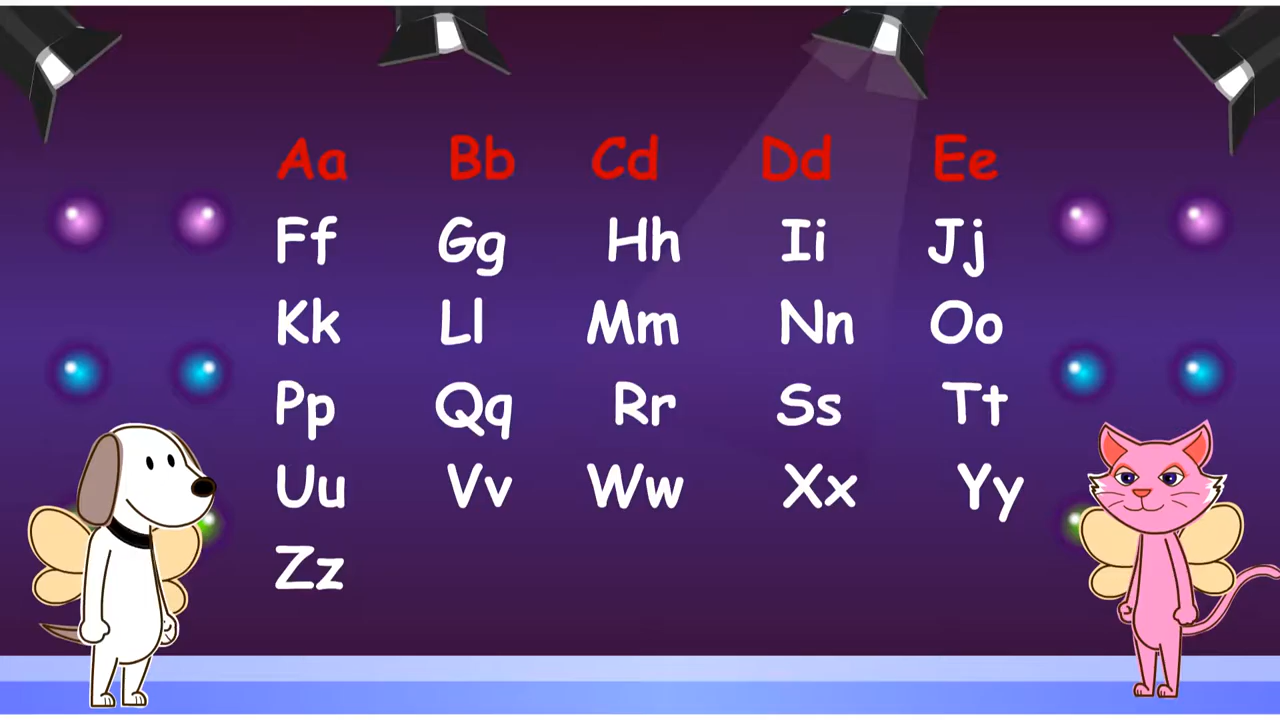 Aa Bb Cd Dd Ee
Ff Gg Hh Ii Jj
Kk Ll Mm Nn Oo
Pp Qq Rr Ss Tt
Uu Vv Ww Xx Yy
Zz